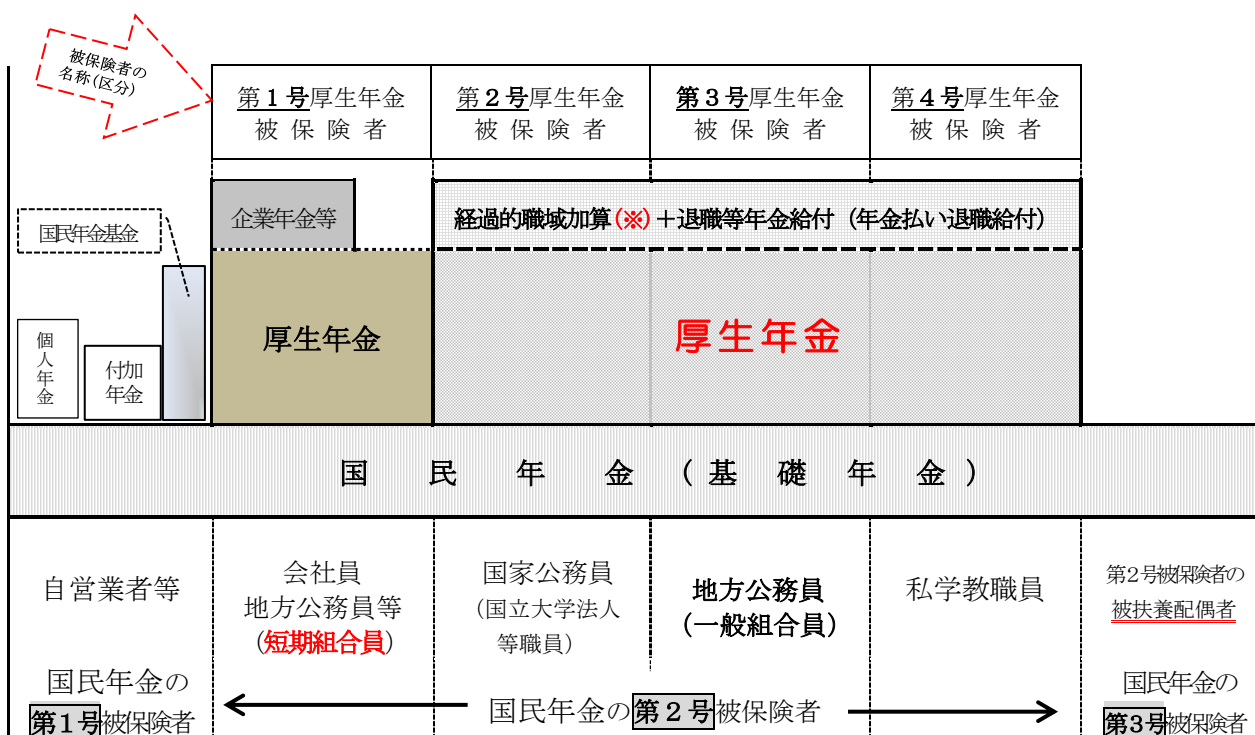 被保険者の
名称(区分)
第１号厚生年金
被保険者
第２号厚生年金
被保険者
第３号厚生年金
被保険者
第４号厚生年金
被保険者
国民年金基金
企業年金等
経過的職域加算(※)＋退職等年金給付（年金払い退職給付）
個人年金
付加
年金
厚生年金
厚生年金
国民年金(基礎年金)
自営業者等
会社員
地方公務員等
(短期組合員)
国家公務員
(国立大学法人
等職員)
地方公務員
(一般組合員)
私学教職員
第2号被保険者の
被扶養配偶者
国民年金の
第1号被保険者
国民年金の第２号被保険者
国民年金の
第3号被保険者